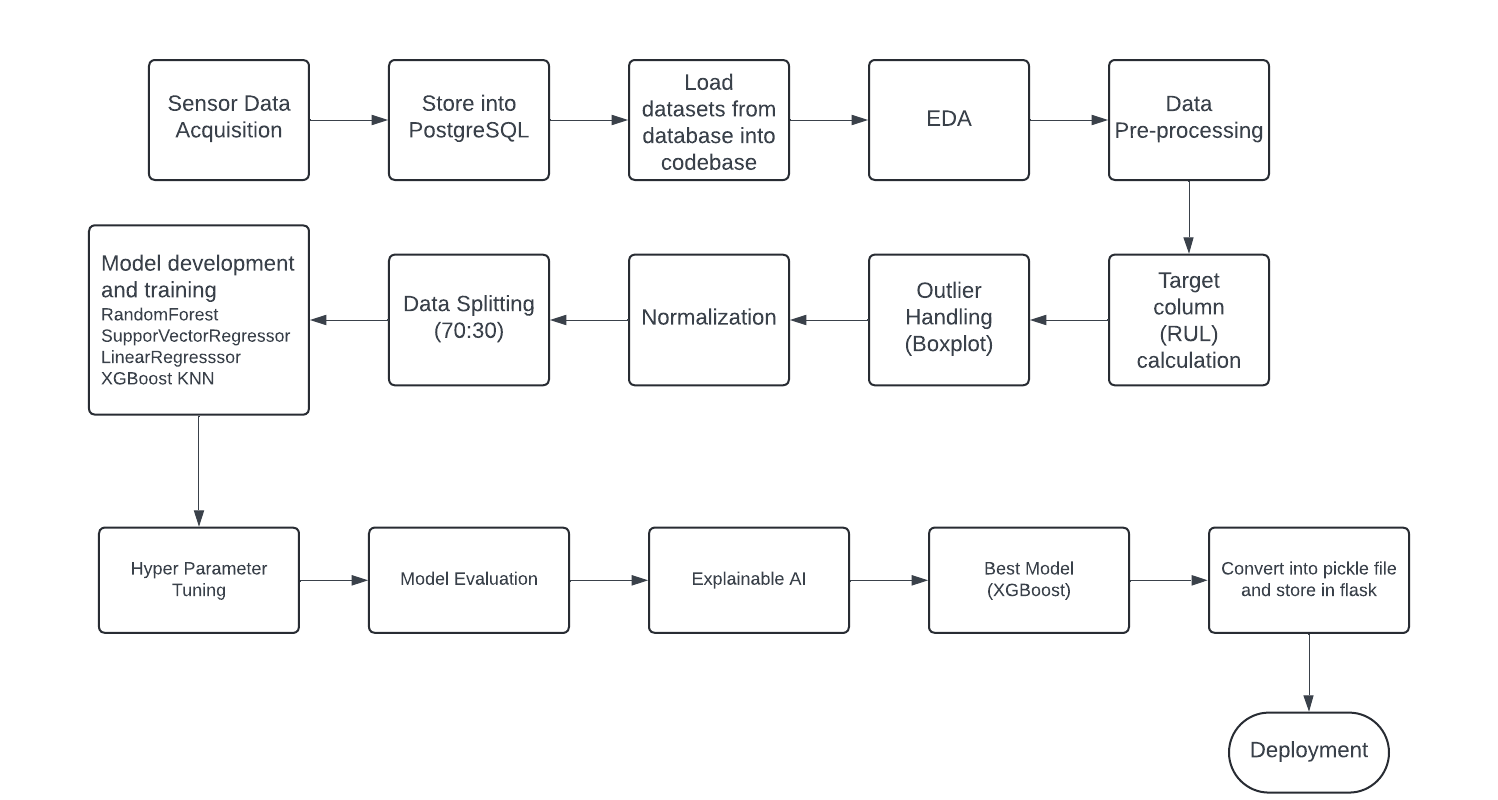 Sensor Data
Acquisition
Store into
PostgreSQL
Load
datasets from
database into
codebase
EDA
Data
Pre-processing
Target
column
(RUL)
calculation
Outlier
Handling
(Boxplot)
Normalization
Data Splitting
(70:30)
Model development
and training
RandomForest
SupporVectorRegressor
LinearRegresssor
XGBoost KNN
Hyper Parameter
Tuning
Model Evaluation
Explainable AI
Best Model
(XGBoost)
Convert into pickle file
and store in flask
Deployment